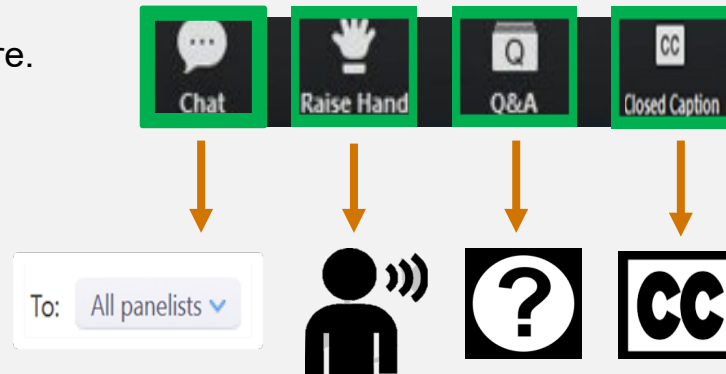 re.
CC
Q
Chat
Raise Hand
Q&A
Closed Caption
To: All panelists
?
CC